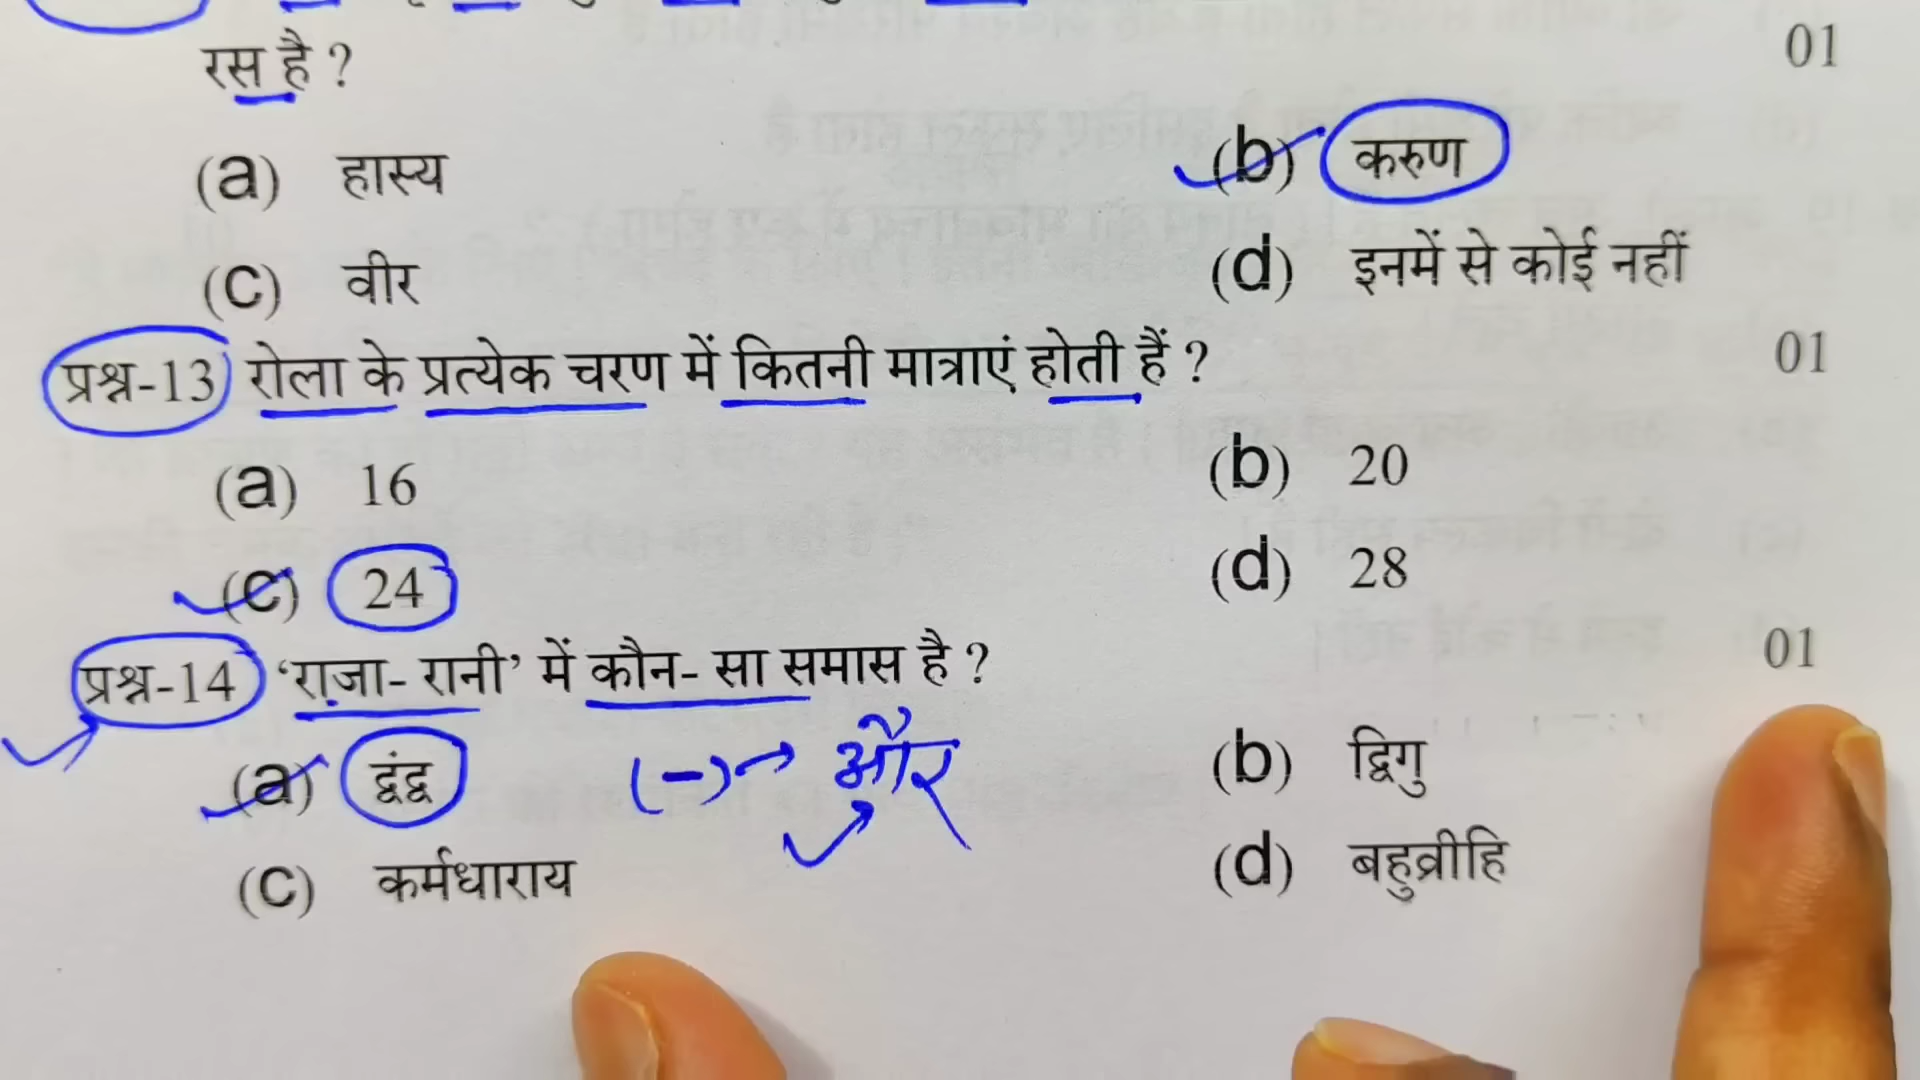 रस है ? 01
(a) हास्य (b) करुण
(c) वीर (d) इनमें से कोई नहीं
प्रश्न-13 रोला के प्रत्येक चरण में कितनी मात्राएं होती हैं ? 01
(a) 16 (b) 20
(c) 24 (d) 28
प्रश्न-14 ‘राजा- रानी’ में कौन- सा समास है ? 01
(a) द्वंद्व (-)→ और (b) द्विगु
(c) कर्मधाराय (d) बहुव्रीहि